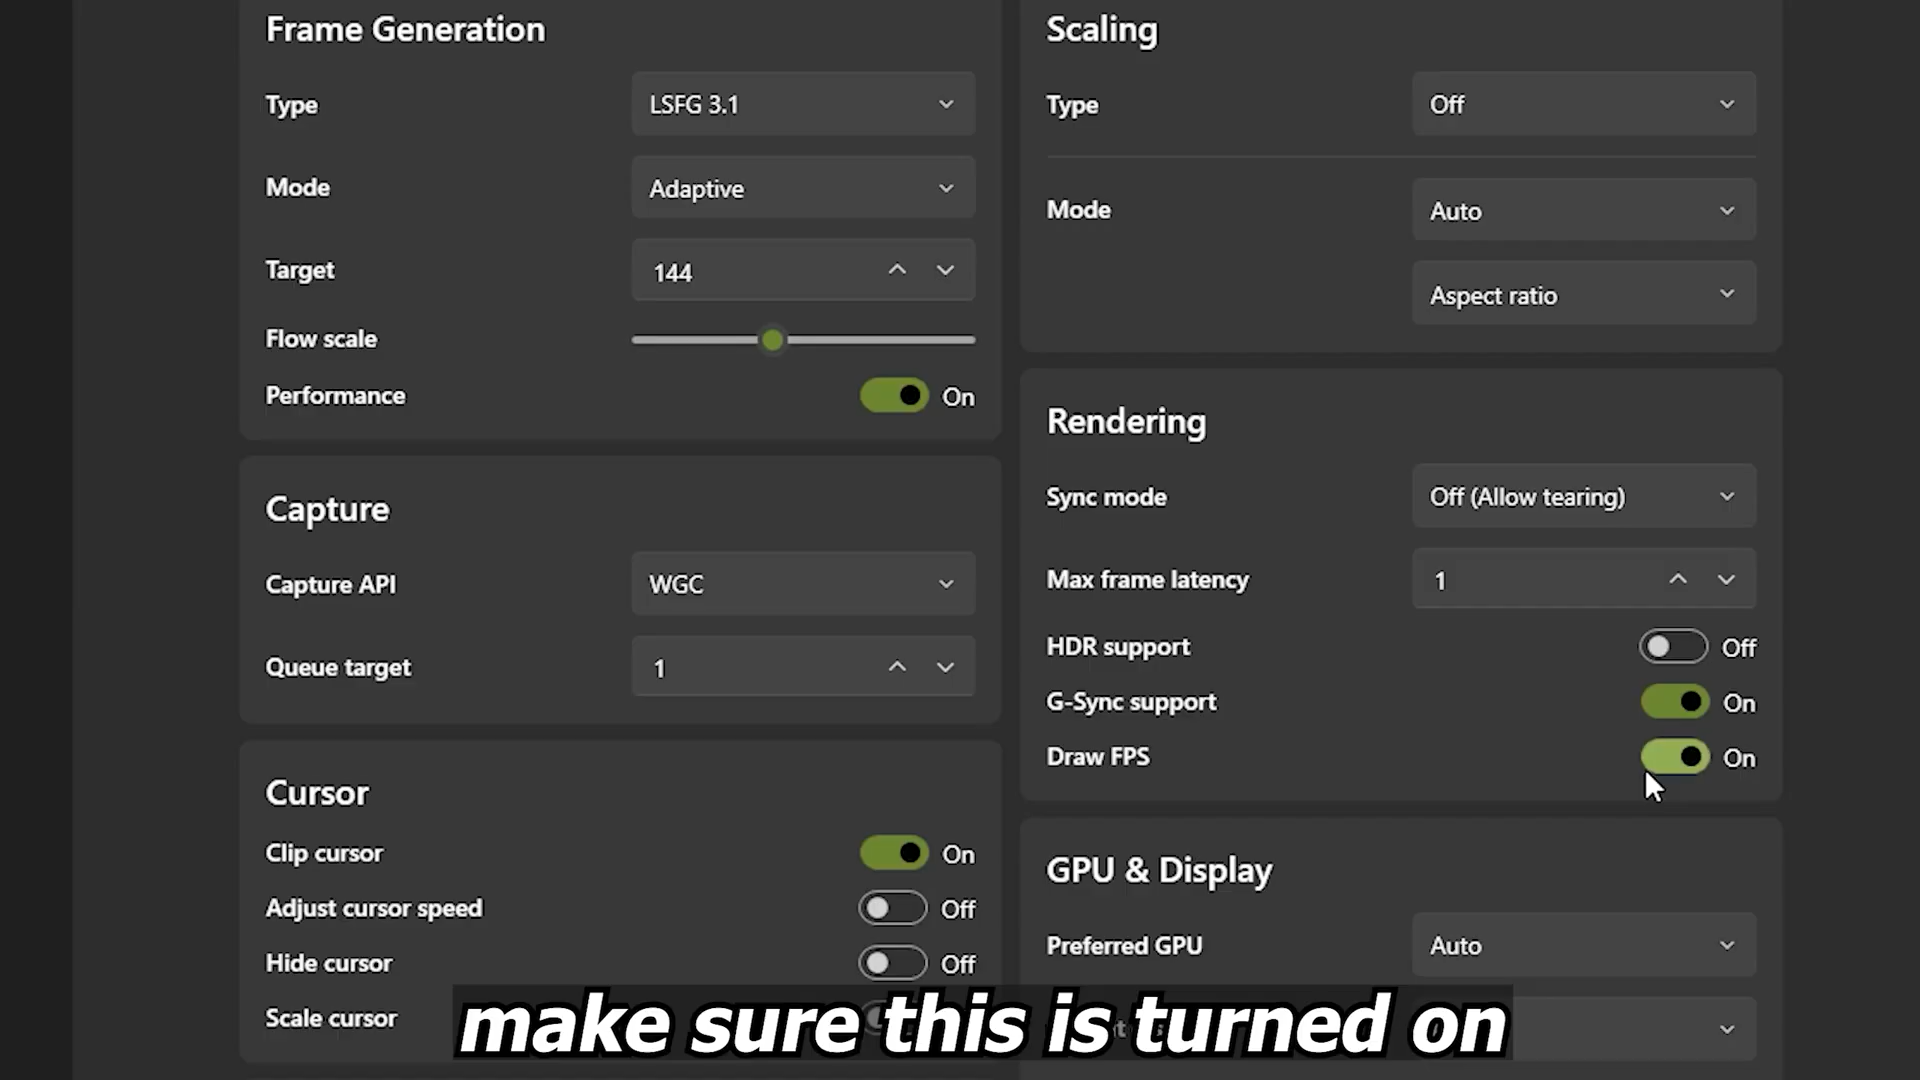 Frame Generation
Type
LSFG 3.1
Mode
Adaptive
Target
144
Flow scale
Performance
On
Capture
Capture API
WGC
Queue target
1
Cursor
Clip cursor
On
Adjust cursor speed
Off
Hide cursor
Off
Scale cursor
Scaling
Type
Off
Mode
Auto
Aspect ratio
Rendering
Sync mode
Off (Allow tearing)
Max frame latency
1
HDR support
Off
G-Sync support
On
Draw FPS
On
GPU & Display
Preferred GPU
Auto
make sure this is turned on